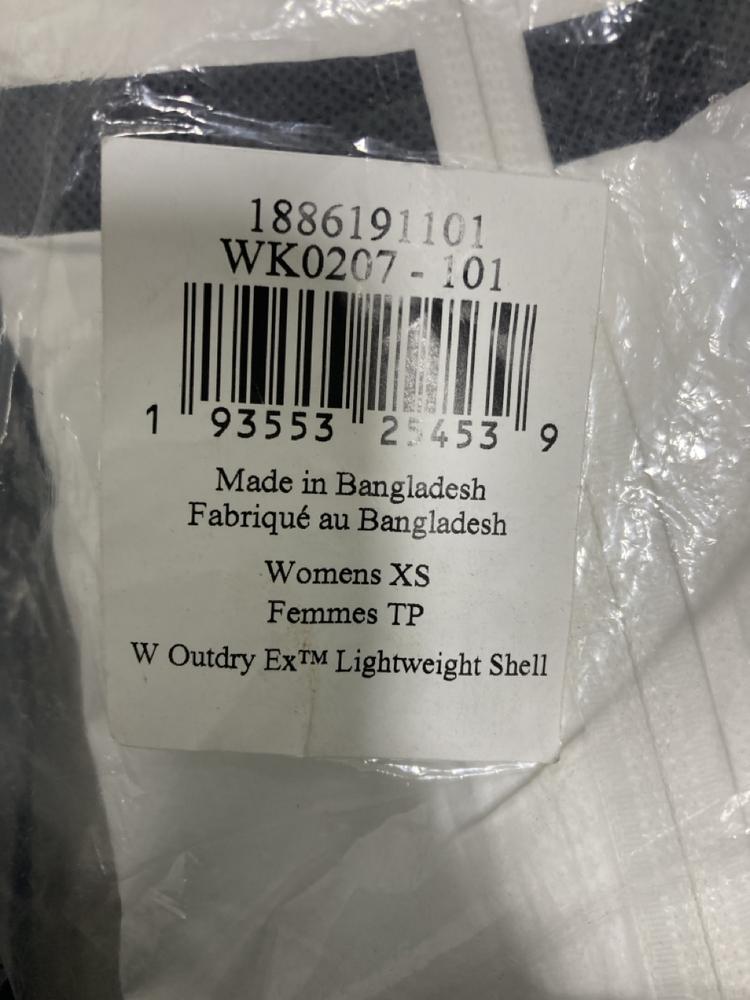 1886191101
WK0207 - 101
1 93553 25453 9
Made in Bangladesh
Fabriqué au Bangladesh
Womens XS
Femmes TP
W Outdry Ex™ Lightweight Shell